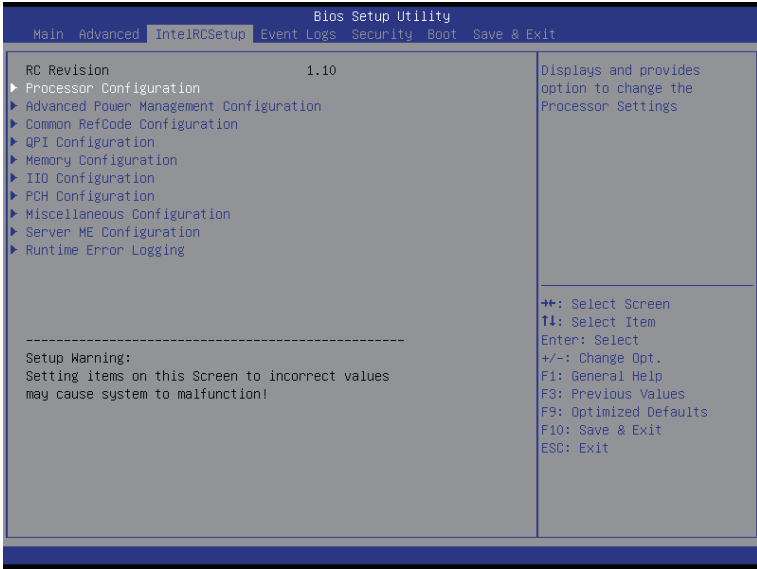 Bios Setup Utility
Main Advanced IntelRCSetup Event Logs Security Boot Save & Exit
RC Revision 1.10
Processor Configuration
Advanced Power Management Configuration
Common RefCode Configuration
QPI Configuration
Memory Configuration
IIO Configuration
PCH Configuration
Miscellaneous Configuration
Server ME Configuration
Runtime Error Logging
--------------------------------------------------
Setup Warning:
Setting items on this Screen to incorrect values
may cause system to malfunction!
Displays and provides
option to change the
Processor Settings
→←: Select Screen
↑↓: Select Item
Enter: Select
+/-: Change Opt.
F1: General Help
F3: Previous Values
F9: Optimized Defaults
F10: Save & Exit
ESC: Exit